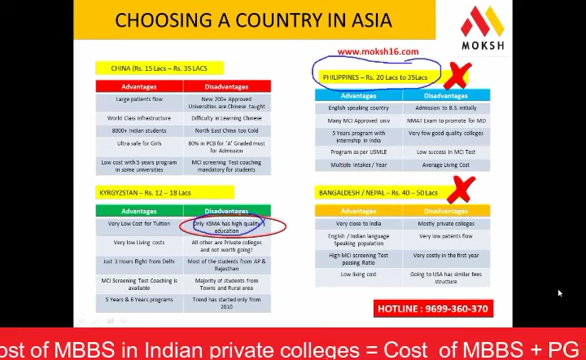 CHOOSING A COUNTRY IN ASIA
MOKSH
www.moksh16.com
CHINA (Rs. 15 Lacs – Rs. 35 LACS
Advantages Disadvantages
Large patients flow New 200+ Approved Universities are Chinese taught
World Class Infrastructure Difficulty in Learning Chinese
8000+ Indian students North East China too Cold
Ultra safe for Girls 80% in PCB for 'A' Graded most for Admission
Low cost with 5 years program in some universities MCI Screening Test coaching mandatory for students
PHILIPPINES – Rs. 20 Lacs to 35Lacs
Advantages Disadvantages
English speaking country Admission to B.S initially
Many MCI Approved univ NMAT Exam to promote for MD
5 Years program with internship in India Very few good quality colleges
Program as per USMLE Low success in MCI Test
Multiple Intakes / Year Average Living Cost
KYRGYZSTAN – Rs. 12 – 18 Lacs
Advantages Disadvantages
Very Low Cost for Tuition Only KSMA has high quality education
Very low living costs All other are Private colleges and not worth going!
Just 3 Hours flight from Delhi Most of the students from AP & Rajasthan
MCI Screening Test Coaching is available Majority of students from Towns and Rural area
5 Years & 6 Years programs Trend has started only from 2010
BANGALDESH / NEPAL – Rs. 40 – 50 Lacs
Advantages Disadvantages
Very close to India Mostly private colleges
English / Indian language Speaking population Very low patients flow
High MCI Screening Test passing Ratio Very costly in the first year
Low living cost Going to USA has similar fees structure
HOTLINE : 9699-360-370
ost of MBBS in Indian private colleges = Cost of MBBS + PG